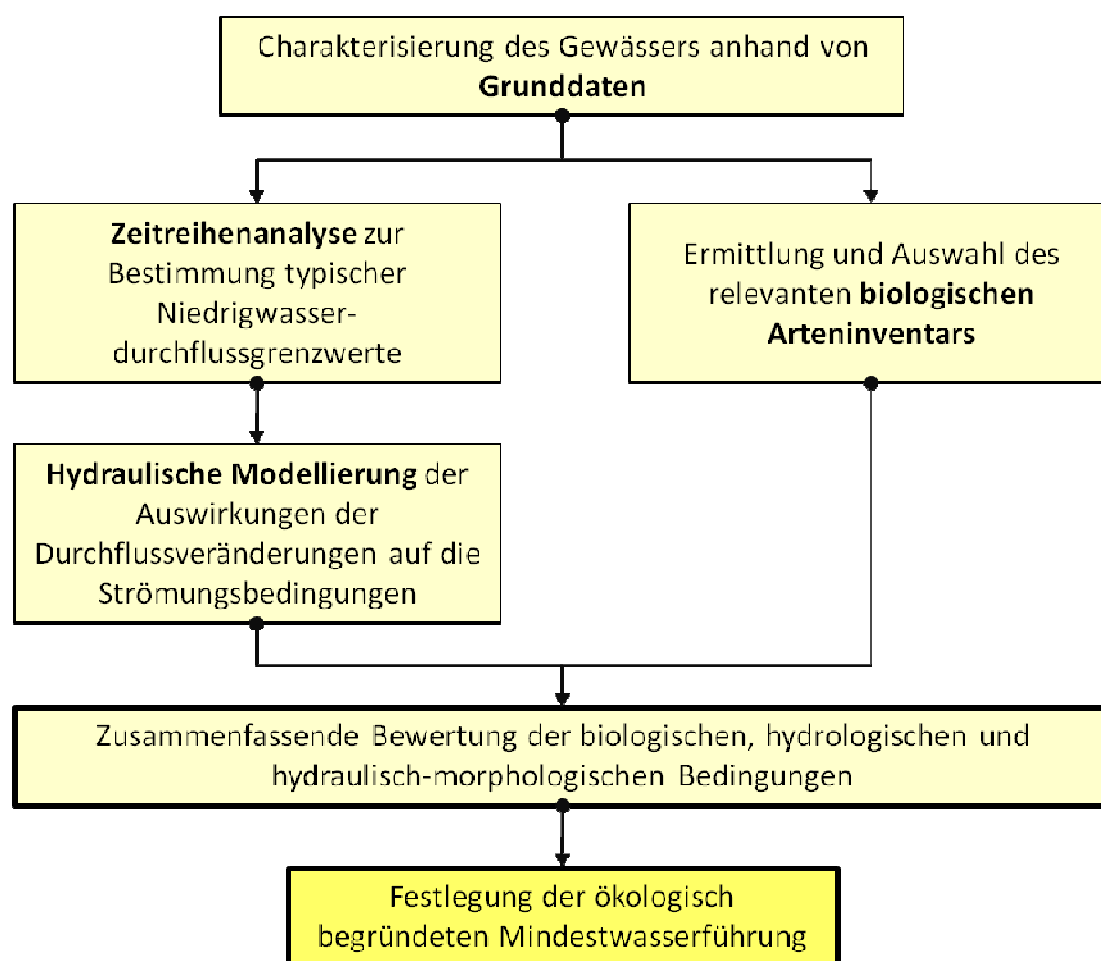 Charakterisierung des Gewässers anhand von
Grunddaten
Zeitreihenanalyse zur
Bestimmung typischer
Niedrigwasser-
durchflussgrenzwerte
Ermittlung und Auswahl des
relevanten biologischen
Arteninventars
Hydraulische Modellierung der
Auswirkungen der
Durchflussveränderungen auf die
Strömungsbedingungen
Zusammenfassende Bewertung der biologischen, hydrologischen und
hydraulisch-morphologischen Bedingungen
Festlegung der ökologisch
begründeten Mindestwasserführung